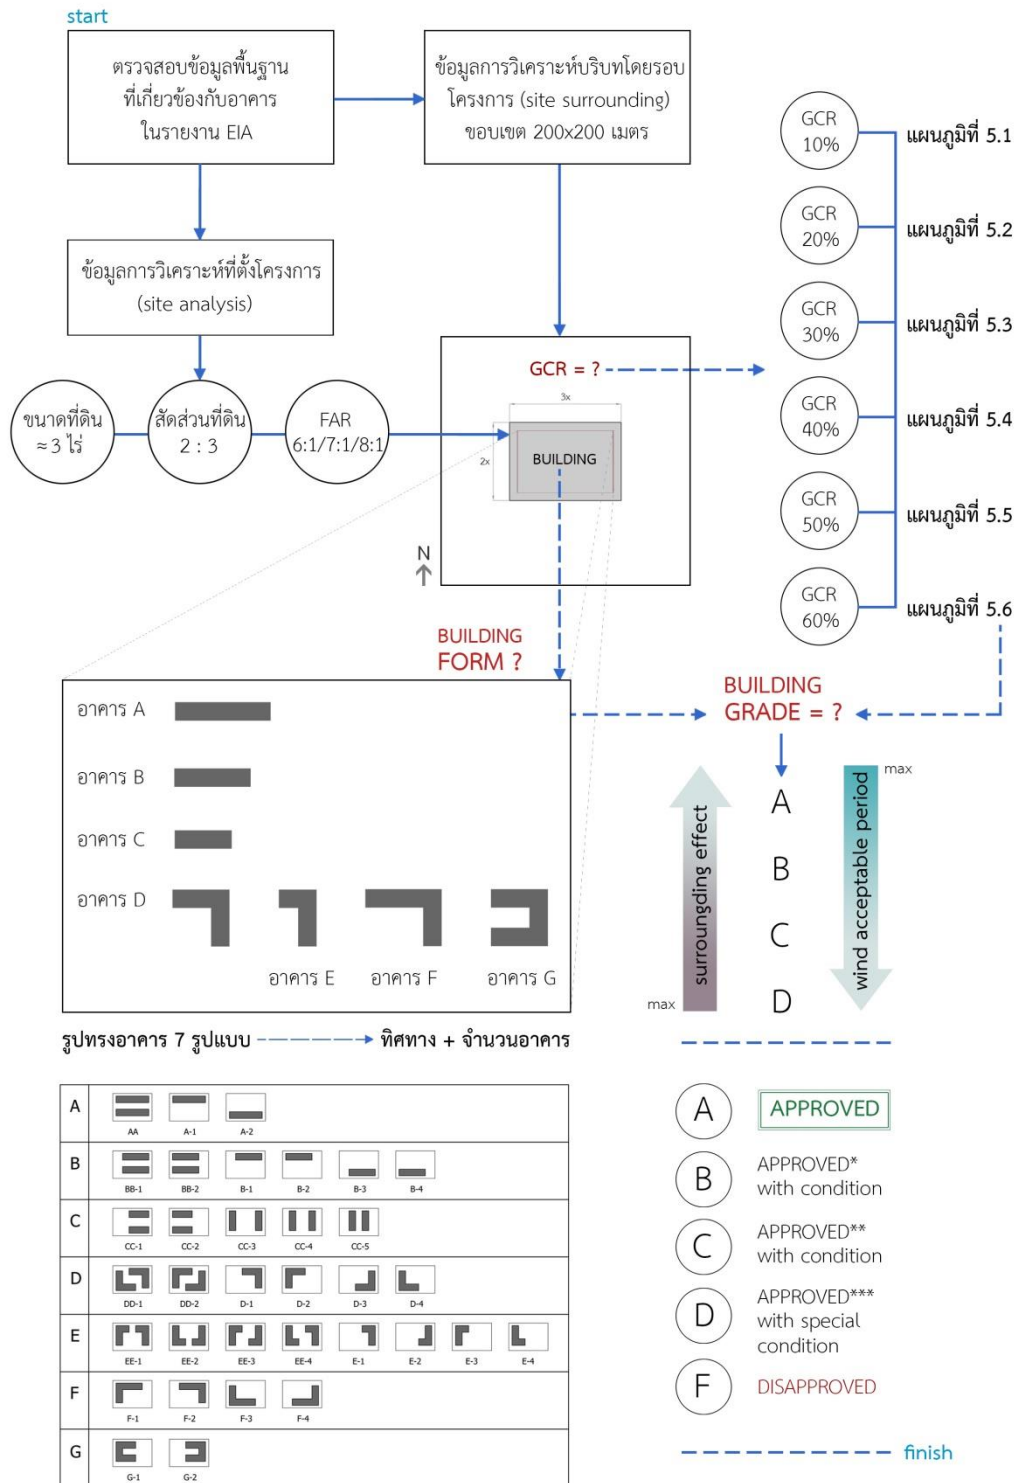 start
ตรวจสอบข้อมูลพื้นฐาน
ที่เกี่ยวข้องกับอาคาร
ในรายงาน EIA
ข้อมูลการวิเคราะห์บริบทโดยรอบ
โครงการ (site surrounding)
ขอบเขต 200x200 เมตร
ข้อมูลการวิเคราะห์ที่ตั้งโครงการ
(site analysis)
ขนาดที่ดิน
≈ 3 ไร่
สัดส่วนที่ดิน
2 : 3
FAR
6:1/7:1/8:1
GCR = ?
3x
2x
BUILDING
N
GCR
10%
แผนภูมิที่ 5.1
GCR
20%
แผนภูมิที่ 5.2
GCR
30%
แผนภูมิที่ 5.3
GCR
40%
แผนภูมิที่ 5.4
GCR
50%
แผนภูมิที่ 5.5
GCR
60%
แผนภูมิที่ 5.6
BUILDING
FORM ?
อาคาร A
อาคาร B
อาคาร C
อาคาร D
อาคาร E
อาคาร F
อาคาร G
รูปทรงอาคาร 7 รูปแบบ
ทิศทาง + จำนวนอาคาร
BUILDING
GRADE = ?
surroungding effect
max
A
B
C
D
wind acceptable period
max
A
AA
A-1
A-2
B
BB-1
BB-2
B-1
B-2
B-3
B-4
C
CC-1
CC-2
CC-3
CC-4
CC-5
D
DD-1
DD-2
D-1
D-2
D-3
D-4
E
EE-1
EE-2
EE-3
EE-4
E-1
E-2
E-3
E-4
F
F-1
F-2
F-3
F-4
G
G-1
G-2
A
APPROVED
B
APPROVED*
with condition
C
APPROVED**
with condition
D
APPROVED***
with special
condition
F
DISAPPROVED
finish